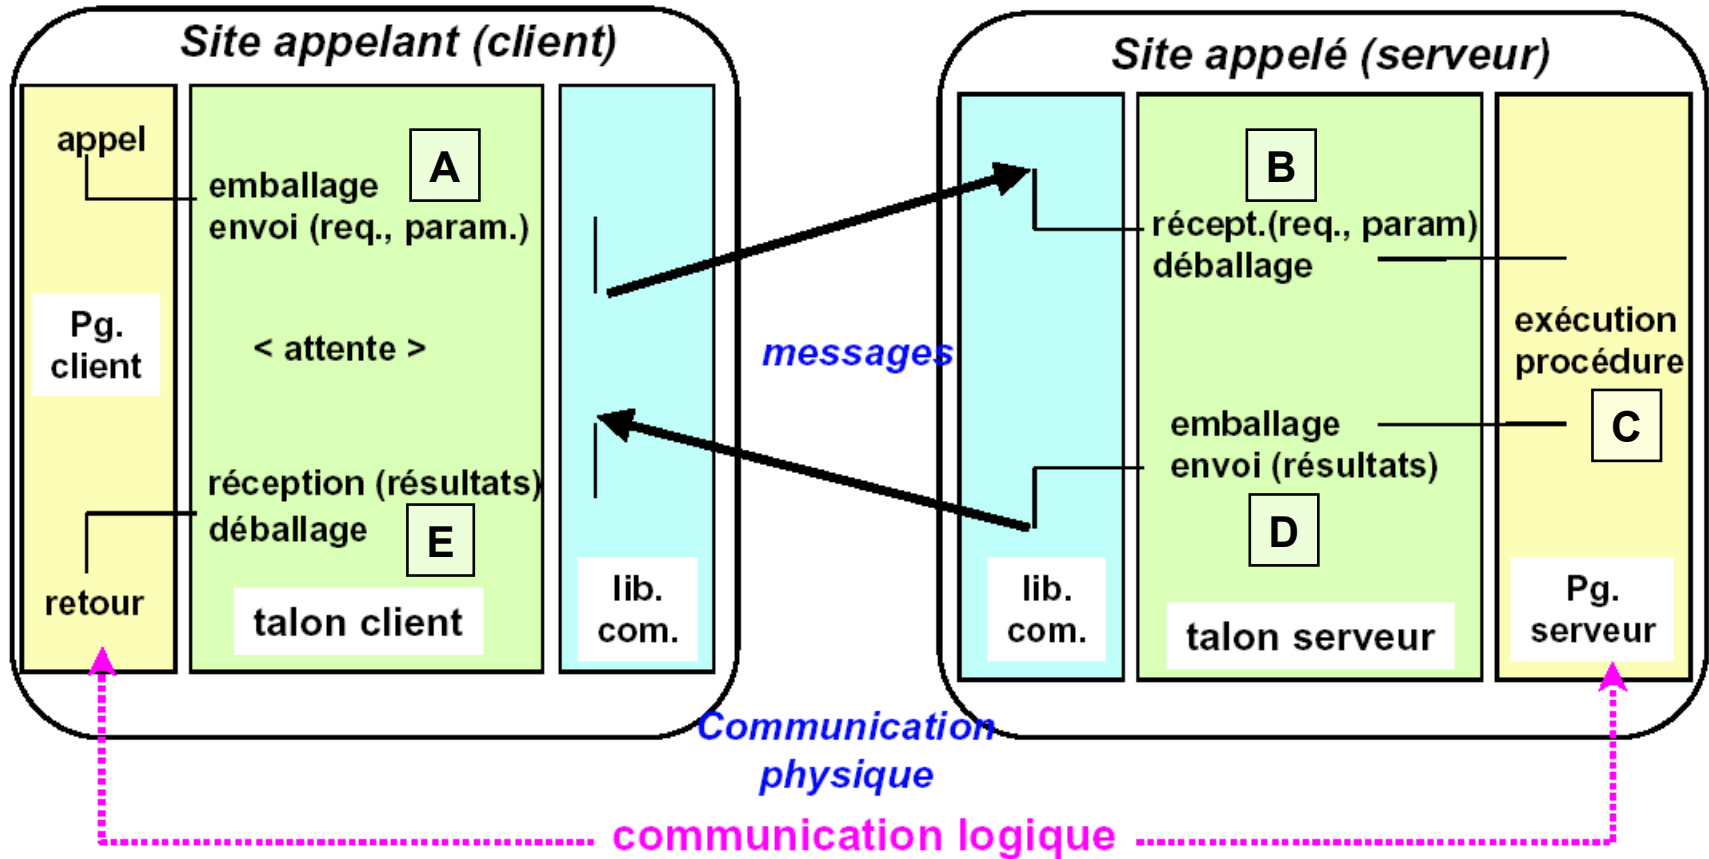 Site appelant (client)
appel
A
emballage
envoi (req., param.)
Pg.
client
< attente >
réception (résultats)
déballage
E
retour
talon client
lib.
com.
messages
Communication
physique
Site appelé (serveur)
B
récept.(req., param)
déballage
exécution
procédure
C
emballage
envoi (résultats)
D
lib.
com.
talon serveur
Pg.
serveur
communication logique